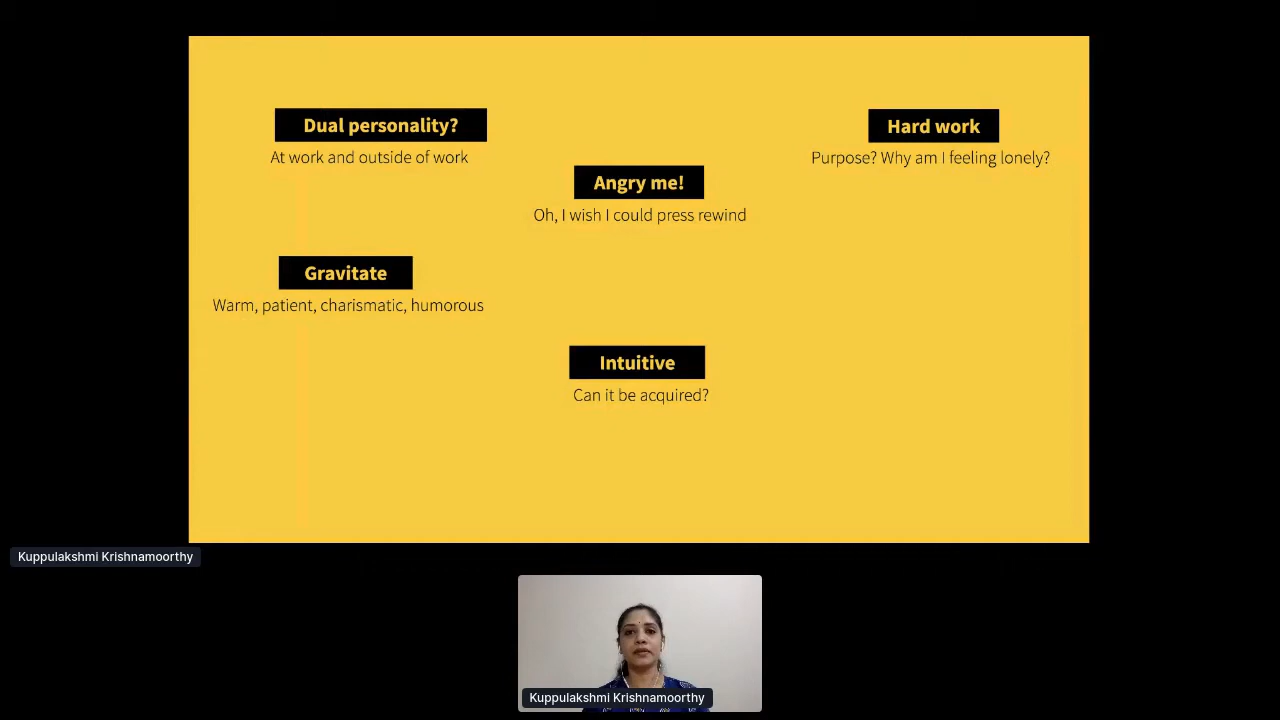 Dual personality?
At work and outside of work
Hard work
Purpose? Why am I feeling lonely?
Angry me!
Oh, I wish I could press rewind
Gravitate
Warm, patient, charismatic, humorous
Intuitive
Can it be acquired?
Kuppulakshmi Krishnamoorthy
Kuppulakshmi Krishnamoorthy